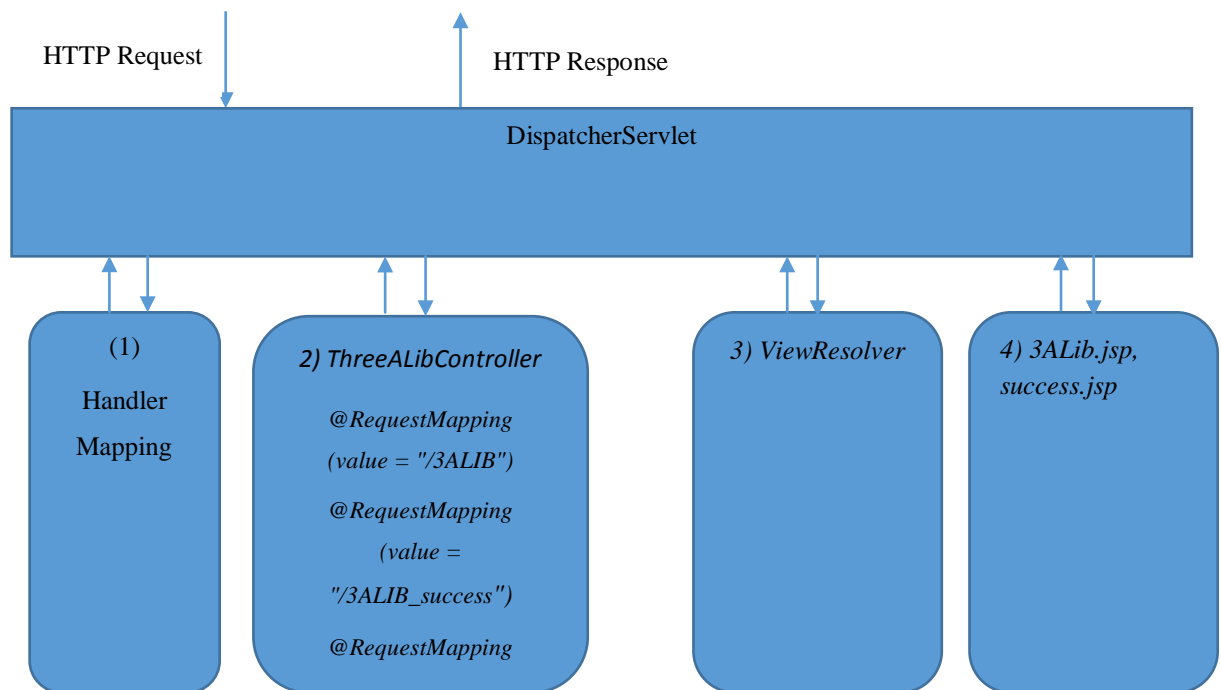 HTTP Request
HTTP Response
DispatcherServlet
(1)
Handler
Mapping
2) ThreeALibController
@RequestMapping
(value = "/3ALIB")
@RequestMapping
(value =
"/3ALIB_success")
@RequestMapping
3) ViewResolver
4) 3ALib.jsp,
success.jsp